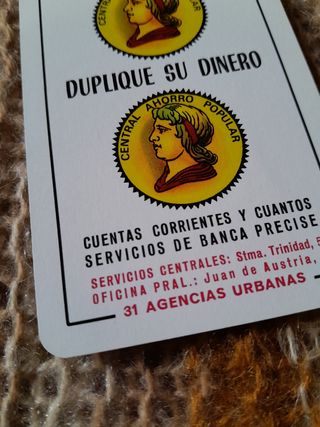 CENTRAL
DUPLIQUE SU DINERO
CENTRAL AHORRO POPULAR
CUENTAS CORRIENTES Y CUANTOS
SERVICIOS DE BANCA PRECISE
SERVICIOS CENTRALES: Stma. Trinidad,
OFICINA PRAL.: Juan de Austria,
31 AGENCIAS URBANAS